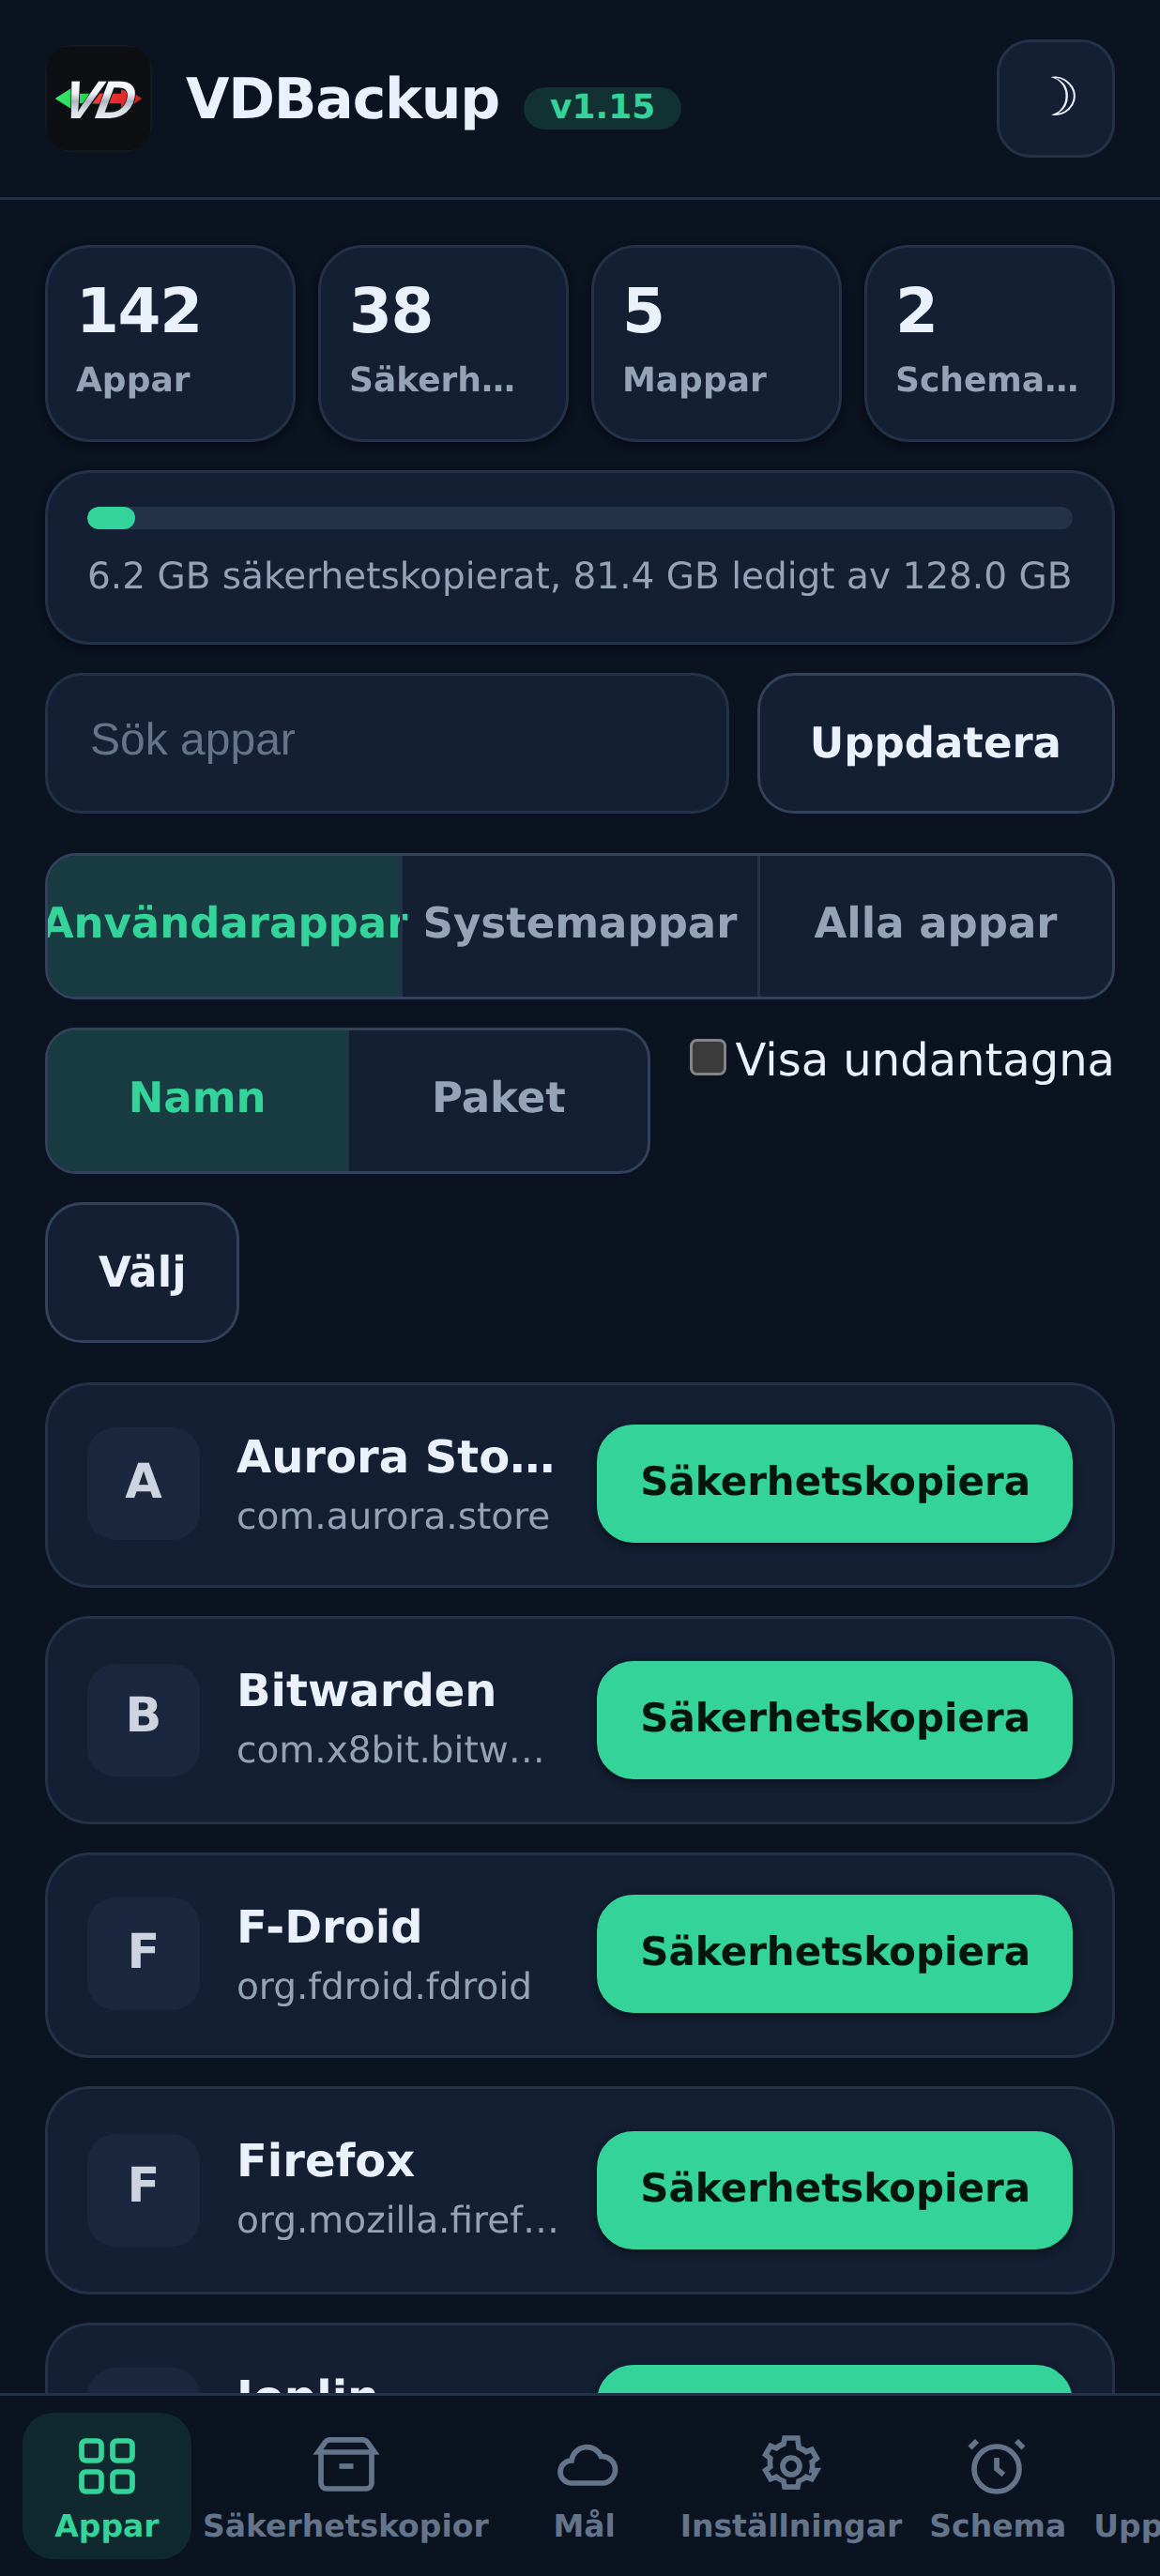 VD
VDBackup v1.15
142
Appar
38
Säkerh...
5
Mappar
2
Schema...
6.2 GB säkerhetskopierat, 81.4 GB ledigt av 128.0 GB
Sök appar
Uppdatera
Användarappar
Systemappar
Alla appar
Namn
Paket
Visa undantagna
Välj
A
Aurora Sto...
com.aurora.store
Säkerhetskopiera
B
Bitwarden
com.x8bit.bitw...
Säkerhetskopiera
F
F-Droid
org.fdroid.fdroid
Säkerhetskopiera
F
Firefox
org.mozilla.firef...
Säkerhetskopiera
Appar
Säkerhetskopior
Mål
Inställningar
Schema
Upp